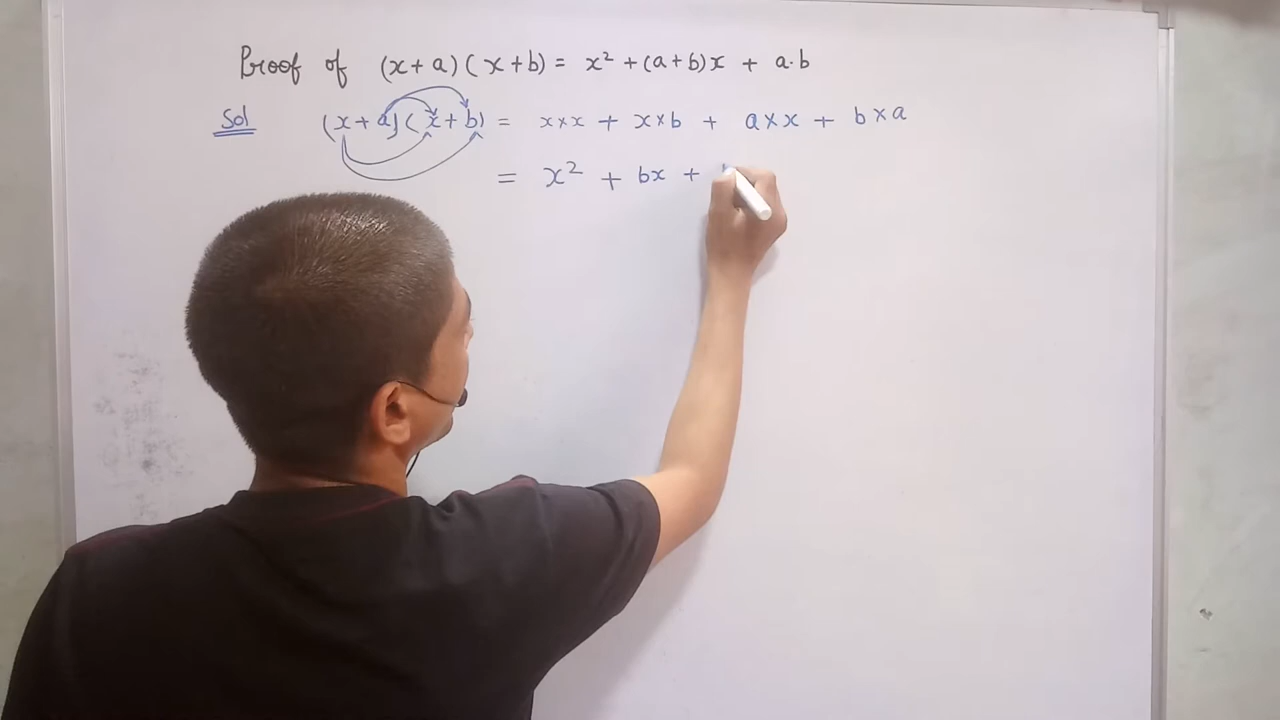 Proof of (x+a)(x+b) = x² + (a+b)x + a·b
Sol (x+a)(x+b) = x×x + x×b + a×x + b×a
= x² + bx +